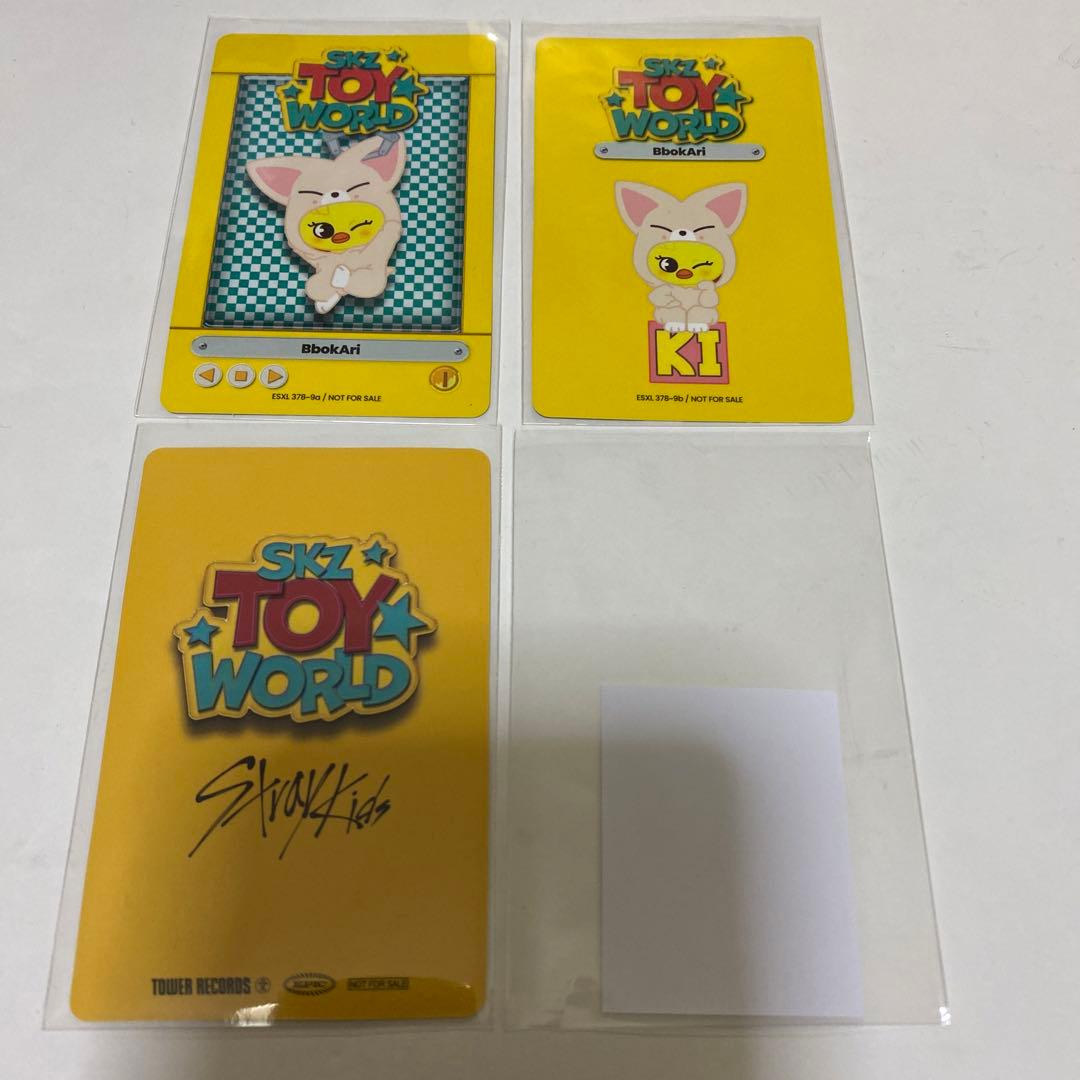 SKZ
TOY
WORLD
BbokAri
ESXL 378-9a / NOT FOR SALE
SKZ
TOY
WORLD
BbokAri
KI
ESXL 378-9b / NOT FOR SALE
SKZ
TOY
WORLD
StrayKids
TOWER RECORDS
EPIC
NOT FOR SALE